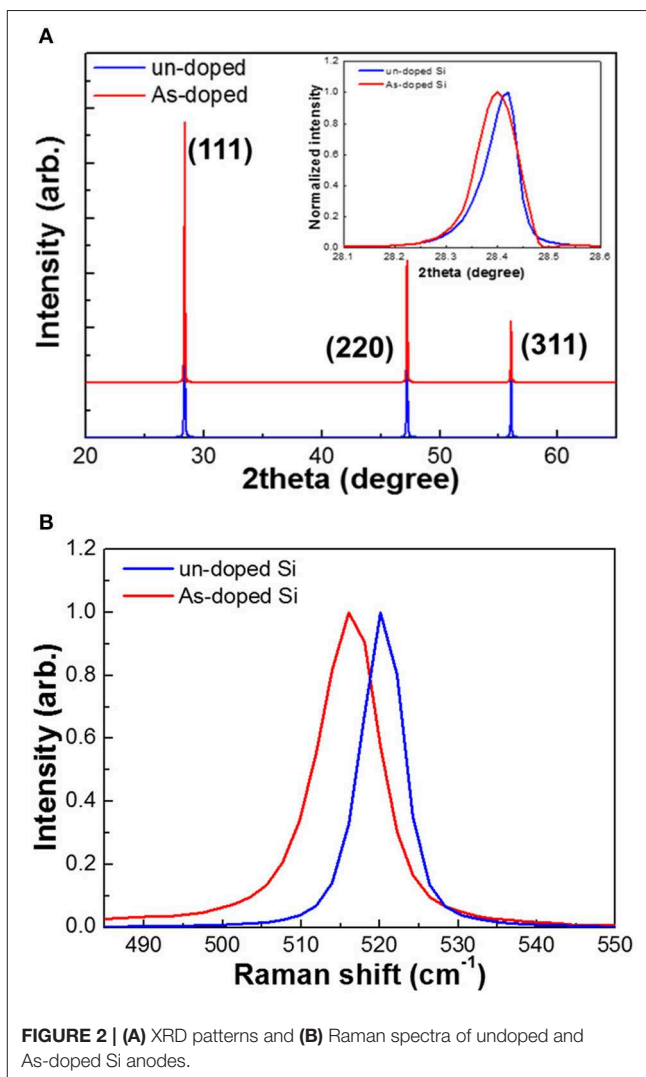 A
un-doped
As-doped
(111)
(220)
(311)
Intensity (arb.)
20 30 40 50 60
2theta (degree)
un-doped Si
As-doped Si
Normalized intensity
1.2
1.0
0.8
0.6
0.4
0.2
0.0
28.1 28.2 28.3 28.4 28.5 28.6
2theta (degree)
B
un-doped Si
As-doped Si
Intensity (arb.)
1.2
1.0
0.8
0.6
0.4
0.2
0.0
490 500 510 520 530 540 550
Raman shift (cm⁻¹)
FIGURE 2 | (A) XRD patterns and (B) Raman spectra of undoped and
As-doped Si anodes.